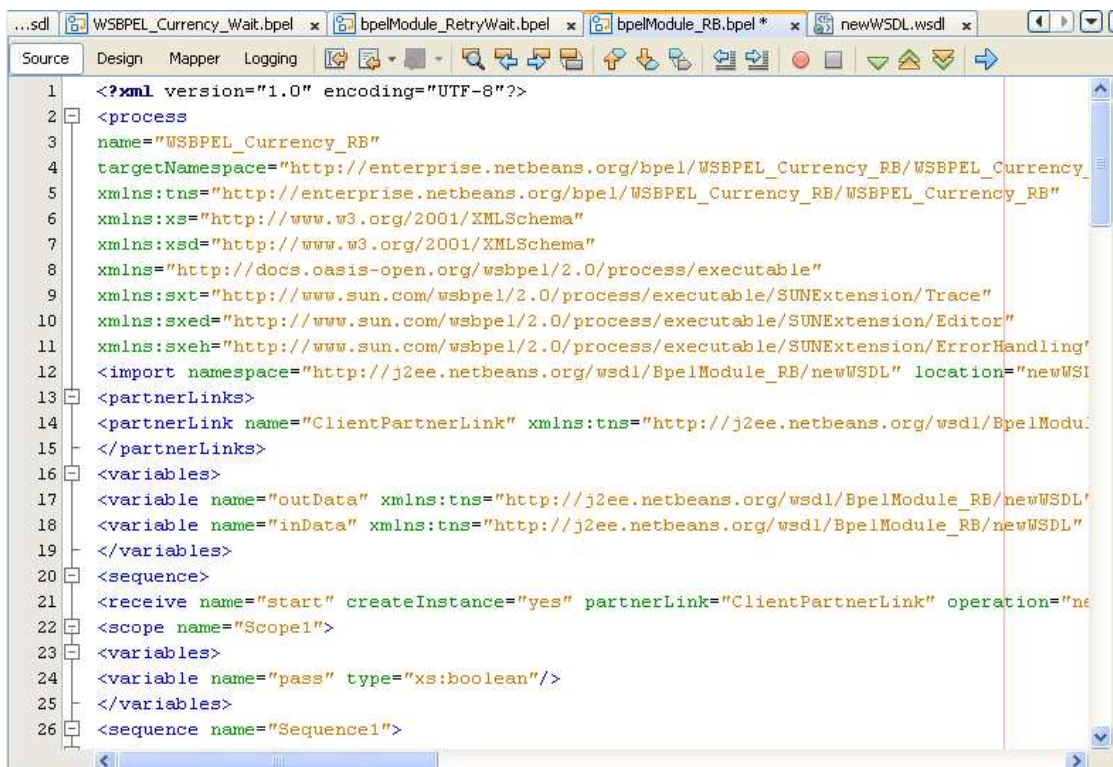 ...sdl WSBPEL_Currency_Wait.bpel x bpelModule_RetryWait.bpel x bpelModule_RB.bpel * x newWSDL.wsdl x
Source Design Mapper Logging
1 <?xml version="1.0" encoding="UTF-8"?>
2 <process
3 name="WSBPEL_Currency_RB"
4 targetNamespace="http://enterprise.netbeans.org/bpel/WSBPEL_Currency_RB/WSBPEL_Currency_
5 xmlns:tns="http://enterprise.netbeans.org/bpel/WSBPEL_Currency_RB/WSBPEL_Currency_RB"
6 xmlns:xs="http://www.w3.org/2001/XMLSchema"
7 xmlns:xsd="http://www.w3.org/2001/XMLSchema"
8 xmlns="http://docs.oasis-open.org/wsbpel/2.0/process/executable"
9 xmlns:sxt="http://www.sun.com/wsbpel/2.0/process/executable/SUNExtension/Trace"
10 xmlns:sxed="http://www.sun.com/wsbpel/2.0/process/executable/SUNExtension/Editor"
11 xmlns:sxeh="http://www.sun.com/wsbpel/2.0/process/executable/SUNExtension/ErrorHandling"
12 <import namespace="http://j2ee.netbeans.org/wsdl/BpelModule_RB/newWSDL" location="newWSD
13 <partnerLinks>
14 <partnerLink name="ClientPartnerLink" xmlns:tns="http://j2ee.netbeans.org/wsdl/BpelModul
15 </partnerLinks>
16 <variables>
17 <variable name="outData" xmlns:tns="http://j2ee.netbeans.org/wsdl/BpelModule_RB/newWSDL"
18 <variable name="inData" xmlns:tns="http://j2ee.netbeans.org/wsdl/BpelModule_RB/newWSDL"
19 </variables>
20 <sequence>
21 <receive name="start" createInstance="yes" partnerLink="ClientPartnerLink" operation="ne
22 <scope name="Scope1">
23 <variables>
24 <variable name="pass" type="xs:boolean"/>
25 </variables>
26 <sequence name="Sequence1">